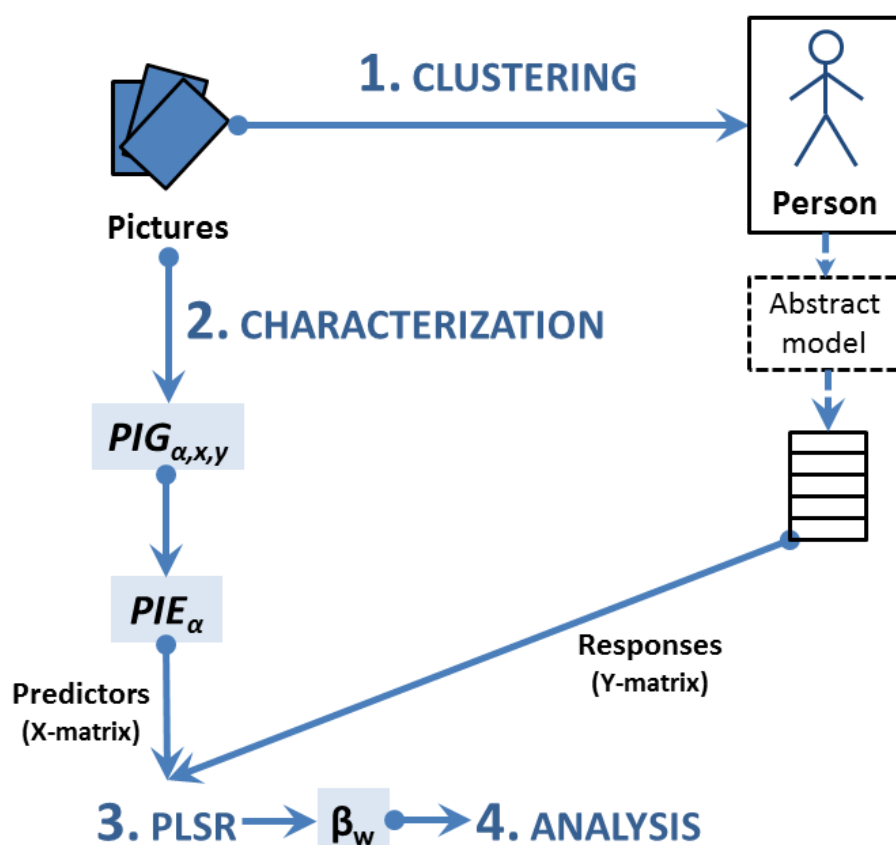 1. CLUSTERING
Person
Pictures
Abstract
model
2. CHARACTERIZATION
PIGα,x,y
PIEα
Responses
(Y-matrix)
Predictors
(X-matrix)
3. PLSR
βw
4. ANALYSIS